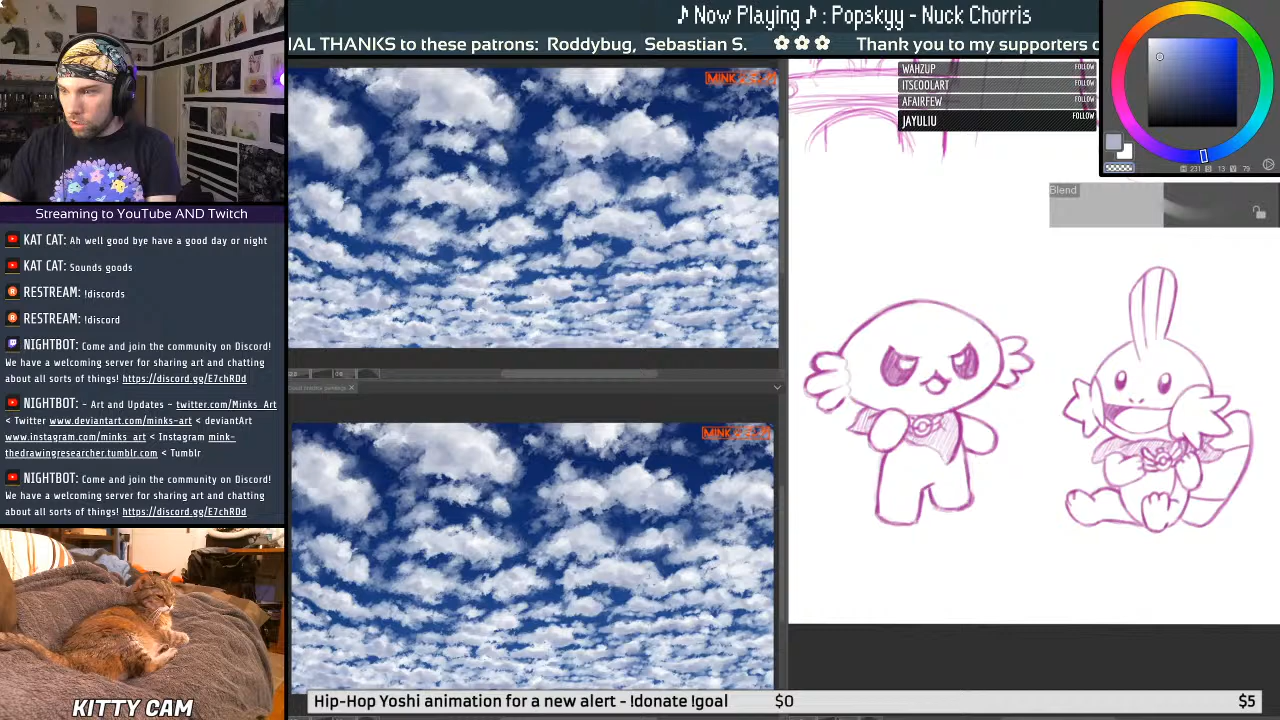 ♪ Now Playing ♪ : Popskyy - Nuck Chorris
IAL THANKS to these patrons: Roddybug, Sebastian S. ✿ ✿ ✿ Thank you to my supporters o
WAHZUP FOLLOW
ITSCOOLART FOLLOW
AFAIRFEW FOLLOW
JAYULIU FOLLOW
231 S 13 V 79
Blend
Streaming to YouTube AND Twitch
KAT CAT: Ah well good bye have a good day or night
KAT CAT: Sounds goods
RESTREAM: !discords
RESTREAM: !discord
NIGHTBOT: Come and join the community on Discord!
We have a welcoming server for sharing art and chatting
about all sorts of things! https://discord.gg/E7chROd
NIGHTBOT: - Art and Updates - twitter.com/Minks_Art
< Twitter www.deviantart.com/minks-art < deviantArt
www.instagram.com/minks_art < Instagram mink-
thedrawingresearcher.tumblr.com < Tumblr
NIGHTBOT: Come and join the community on Discord!
We have a welcoming server for sharing art and chatting
about all sorts of things! https://discord.gg/E7chROd
MINK
MINK
KITTY CAM
Hip-Hop Yoshi animation for a new alert - !donate !goal $0 $5